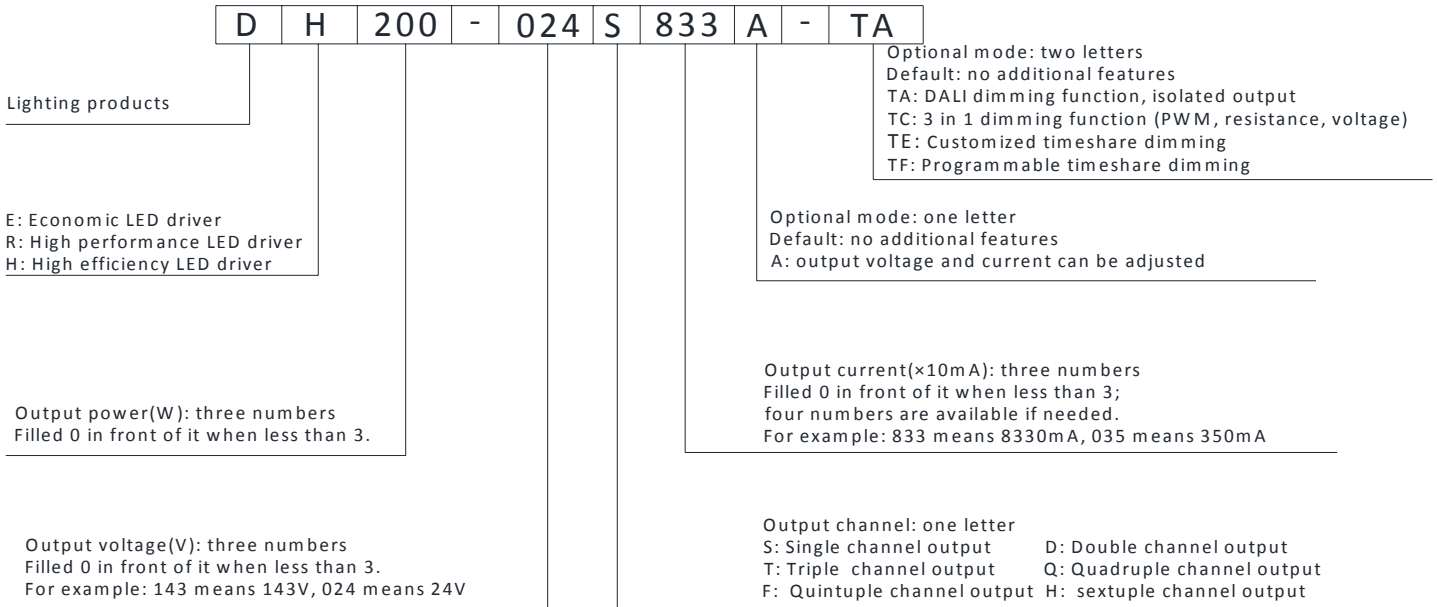 DH200-024S833A-TA
Optional mode: two letters
Default: no additional features
TA: DALI dimming function, isolated output
TC: 3 in 1 dimming function (PWM, resistance, voltage)
TE: Customized timeshare dimming
TF: Programmable timeshare dimming
Lighting products
E: Economic LED driver
R: High performance LED driver
H: High efficiency LED driver
Optional mode: one letter
Default: no additional features
A: output voltage and current can be adjusted
Output power(W): three numbers
Filled 0 in front of it when less than 3.
Output current(×10mA): three numbers
Filled 0 in front of it when less than 3;
four numbers are available if needed.
For example: 833 means 8330mA, 035 means 350mA
Output voltage(V): three numbers
Filled 0 in front of it when less than 3.
For example: 143 means 143V, 024 means 24V
Output channel: one letter
S: Single channel output D: Double channel output
T: Triple channel output Q: Quadruple channel output
F: Quintuple channel output H: sextuple channel output